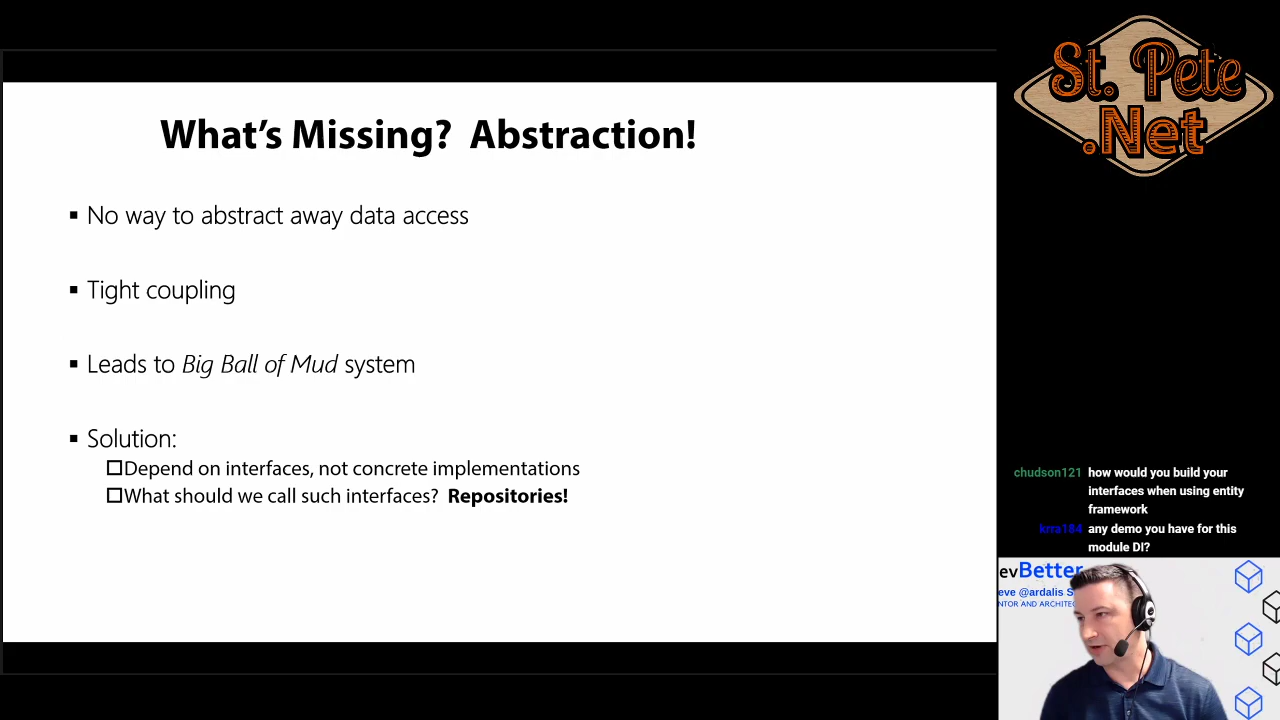 What's Missing? Abstraction!
▪ No way to abstract away data access
▪ Tight coupling
▪ Leads to Big Ball of Mud system
▪ Solution:
☐Depend on interfaces, not concrete implementations
☐What should we call such interfaces? Repositories!
St. Pete
.Net
chudson121 how would you build your
interfaces when using entity
framework
krra184 any demo you have for this
module DI?
evBetter
eve @ardalis S
NTOR AND ARCHITEC